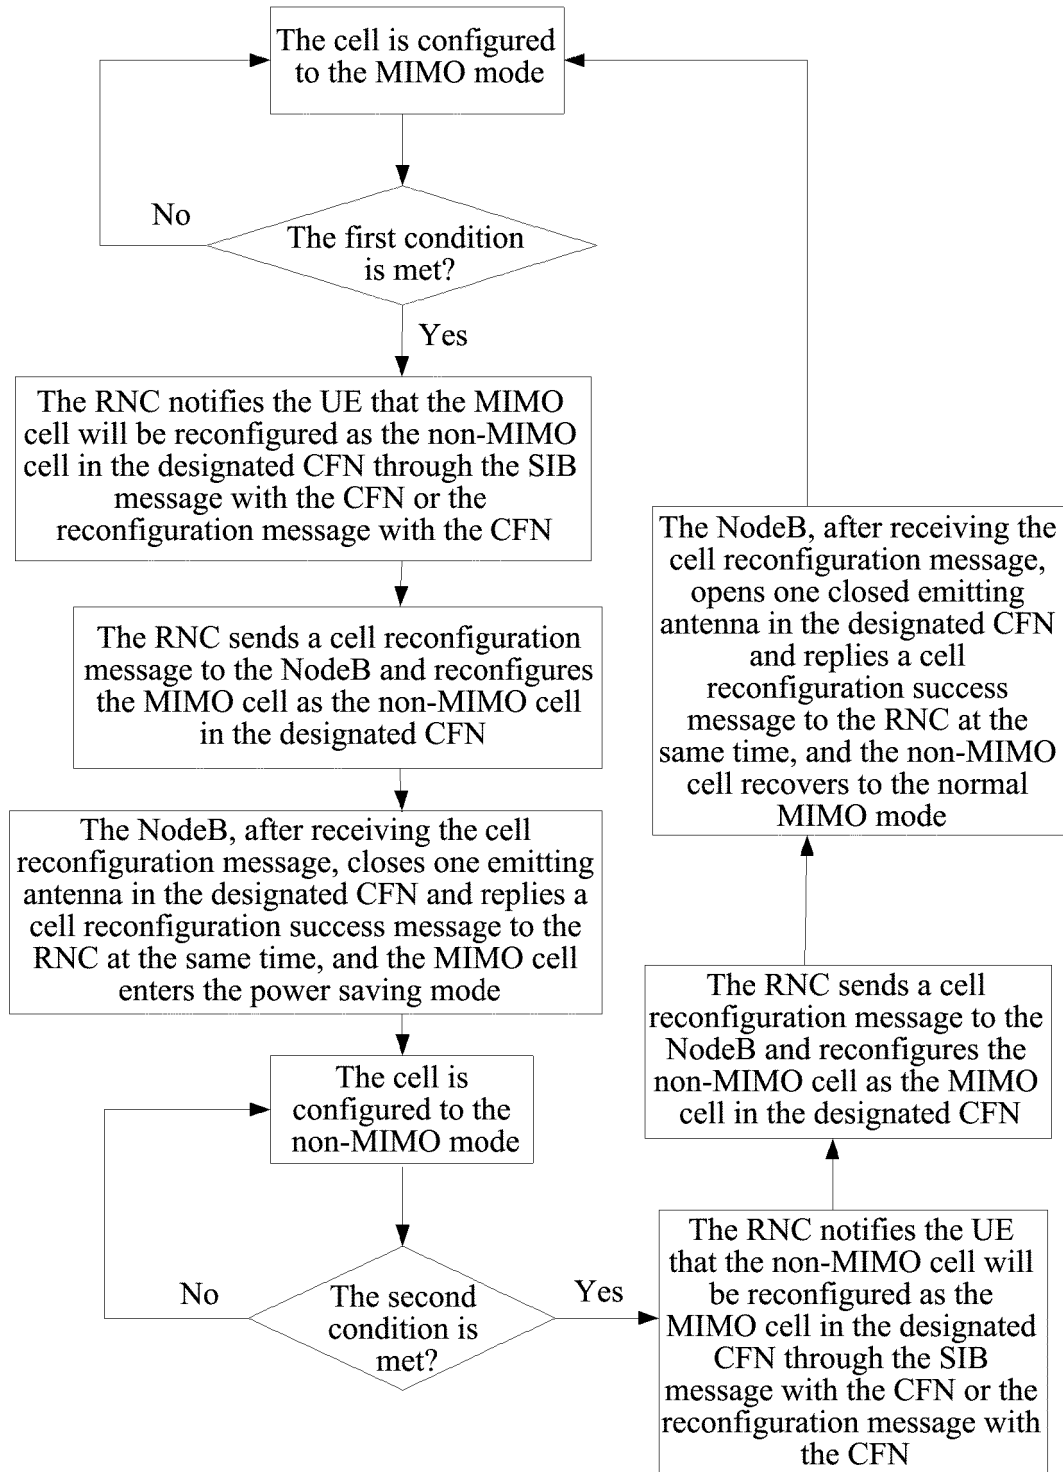 The cell is configured
to the MIMO mode
No
The first condition
is met?
Yes
The RNC notifies the UE that the MIMO
cell will be reconfigured as the non-MIMO
cell in the designated CFN through the SIB
message with the CFN or the
reconfiguration message with the CFN
The RNC sends a cell reconfiguration
message to the NodeB and reconfigures
the MIMO cell as the non-MIMO cell
in the designated CFN
The NodeB, after receiving the cell
reconfiguration message, closes one emitting
antenna in the designated CFN and replies a
cell reconfiguration success message to the
RNC at the same time, and the MIMO cell
enters the power saving mode
The cell is
configured to the
non-MIMO mode
No
The second
condition is
met?
Yes
The RNC notifies the UE
that the non-MIMO cell will
be reconfigured as the
MIMO cell in the designated
CFN through the SIB
message with the CFN or the
reconfiguration message with
the CFN
The RNC sends a cell
reconfiguration message to the
NodeB and reconfigures the
non-MIMO cell as the MIMO
cell in the designated CFN
The NodeB, after receiving the
cell reconfiguration message,
opens one closed emitting
antenna in the designated CFN
and replies a cell
reconfiguration success
message to the RNC at the
same time, and the non-MIMO
cell recovers to the normal
MIMO mode